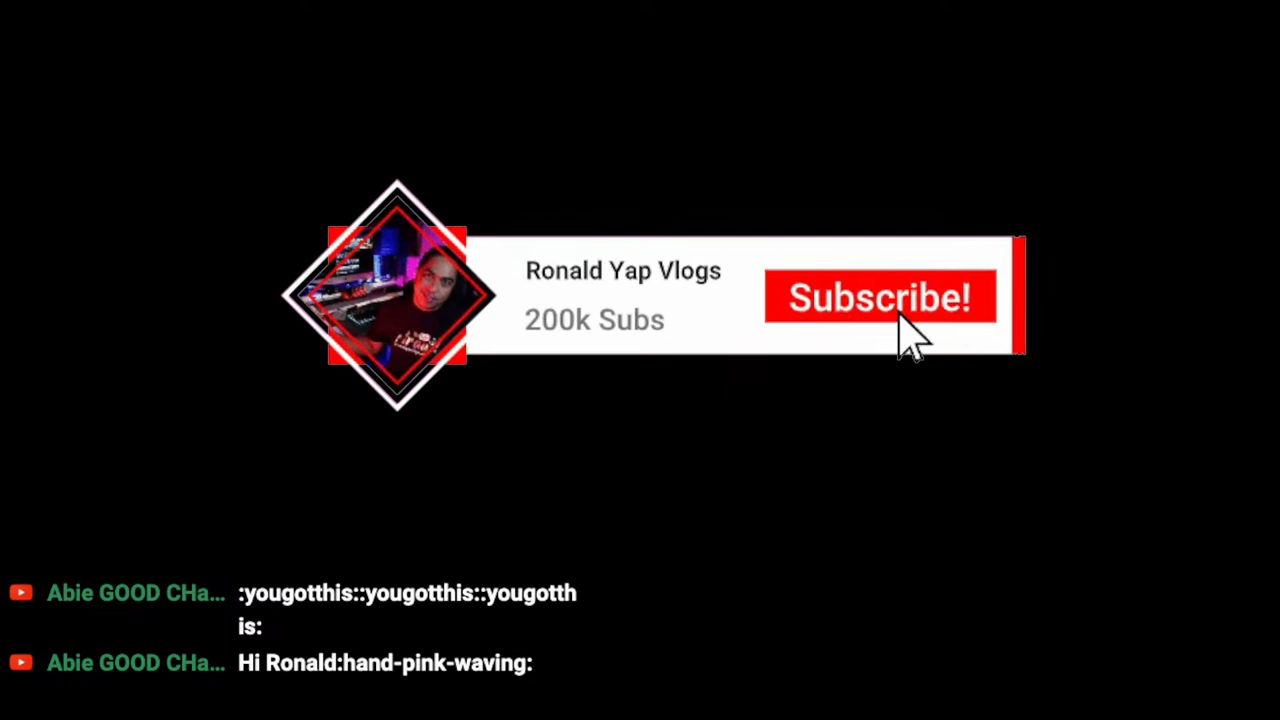 Ronald Yap Vlogs
200k Subs
Subscribe!
Abie GOOD CHa... :yougotthis::yougotthis::yougotth
is:
Abie GOOD CHa... Hi Ronald:hand-pink-waving: